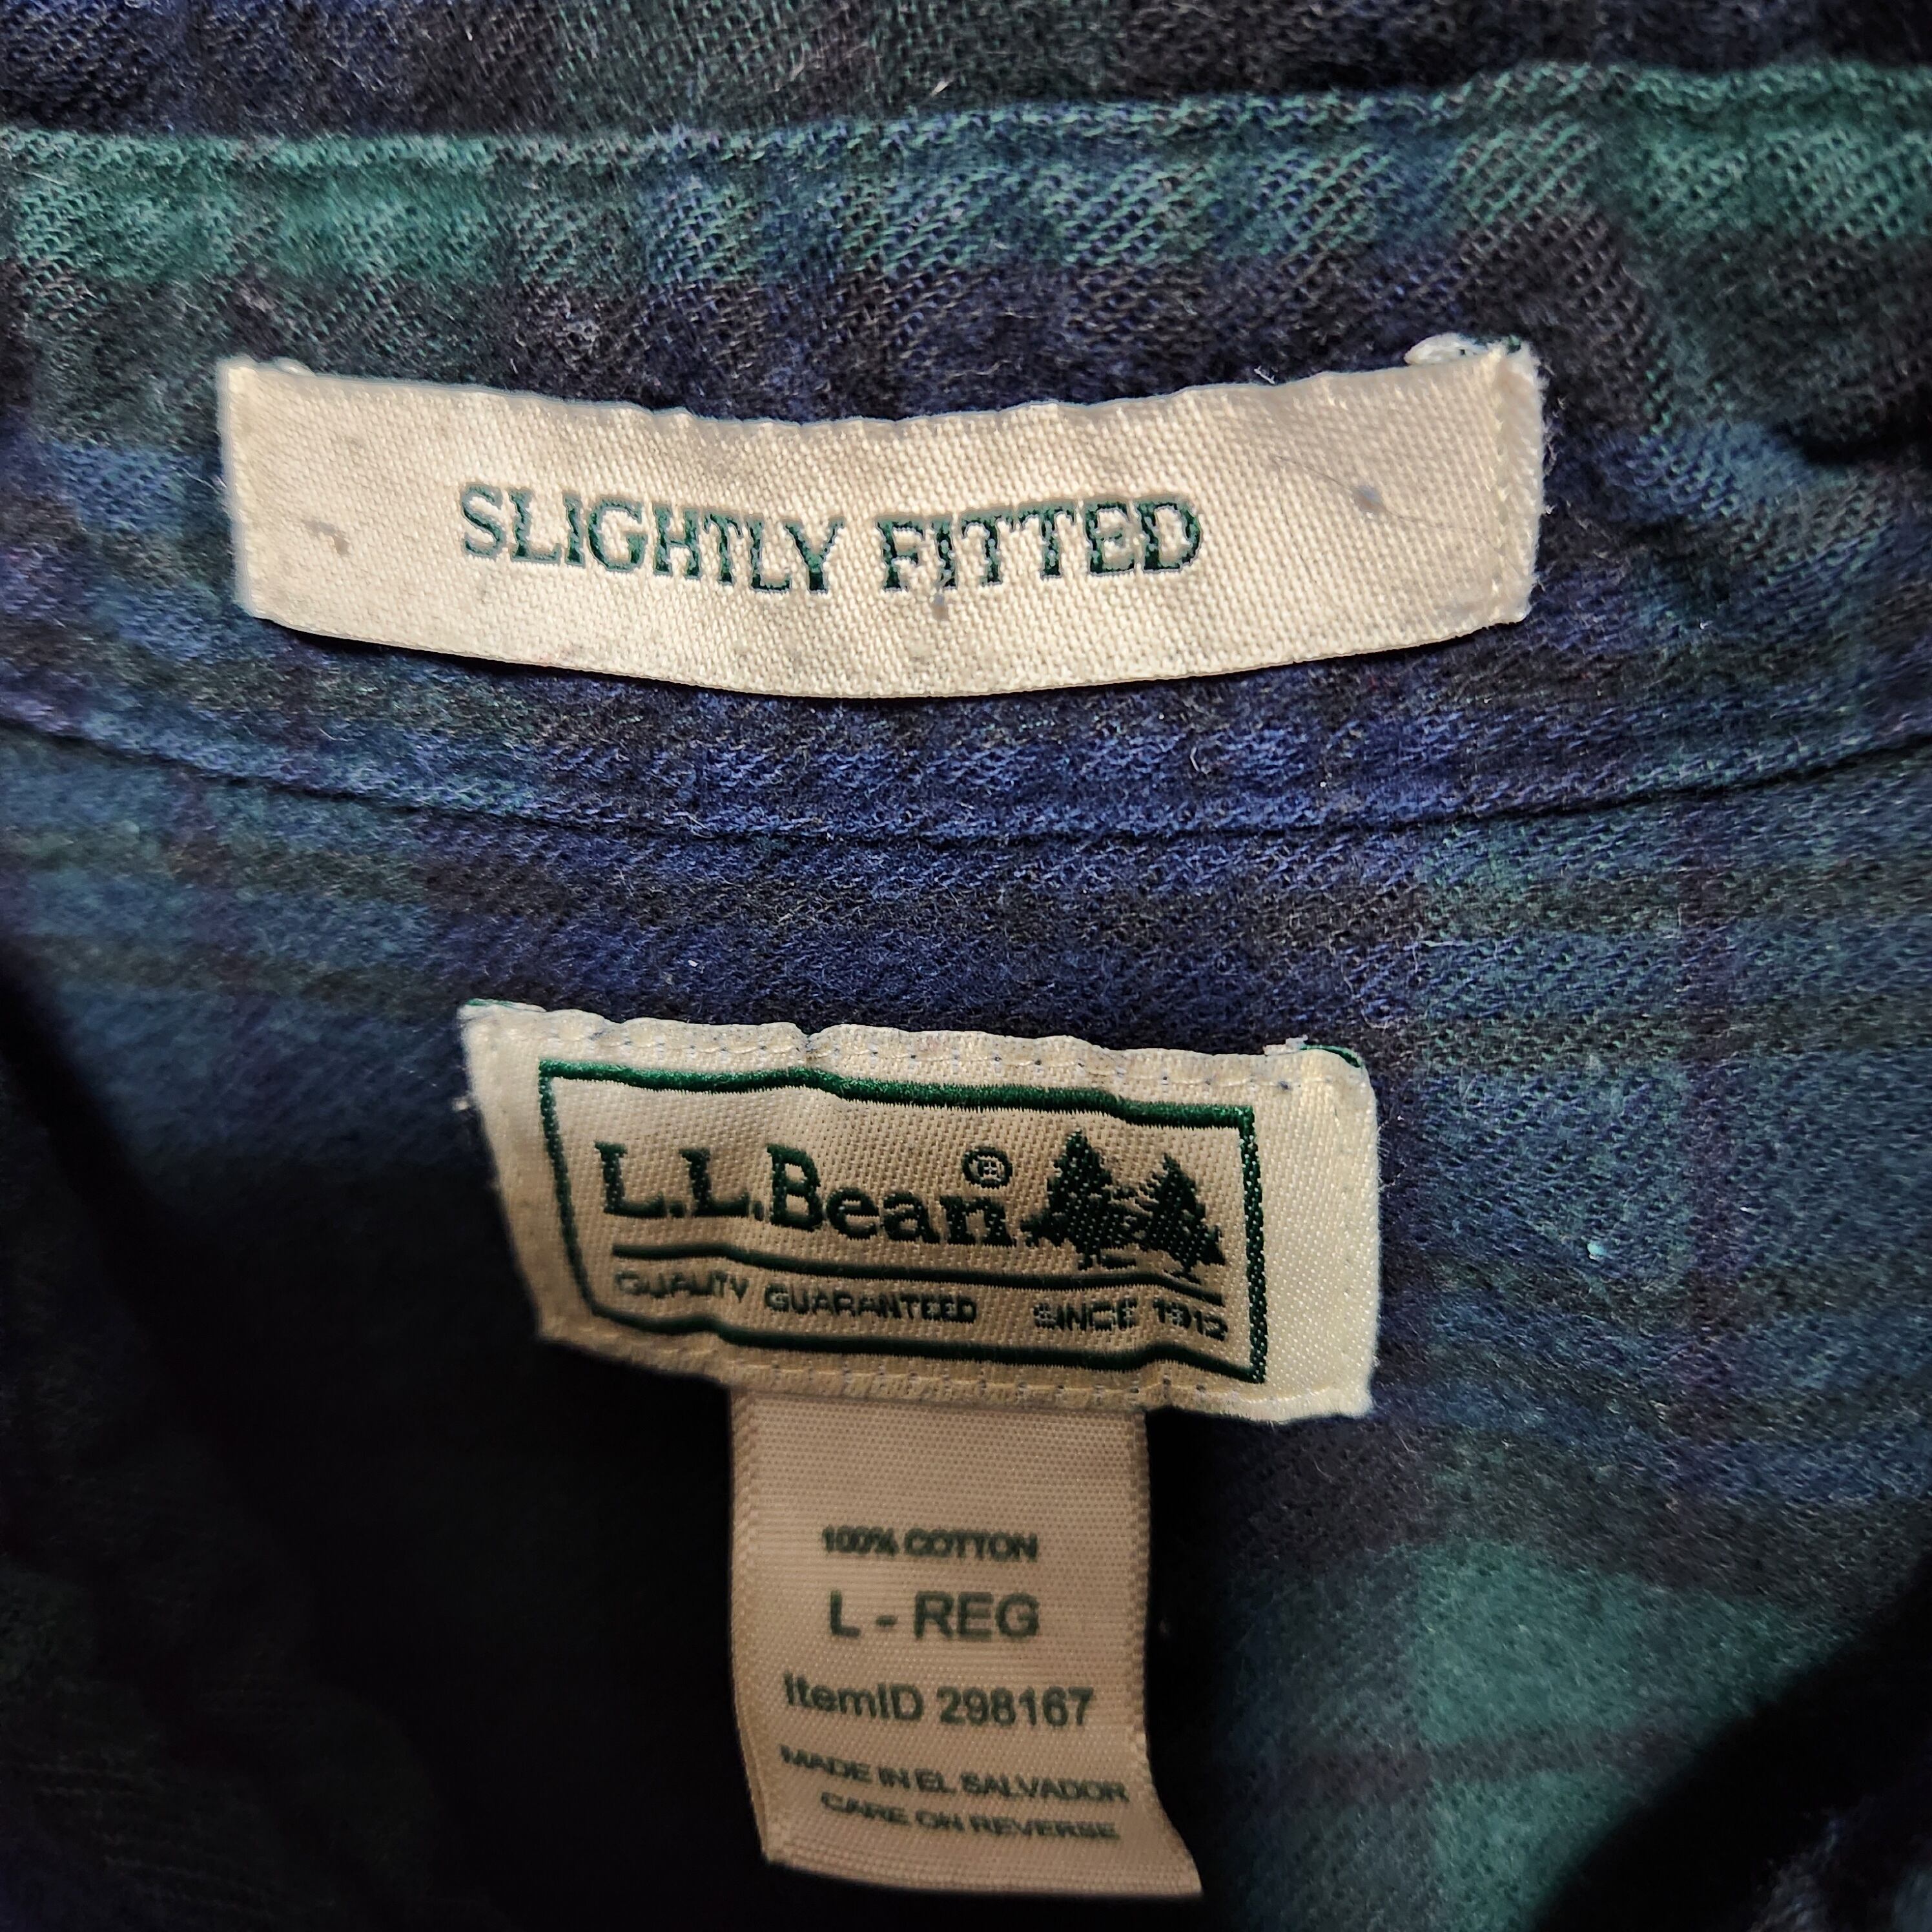 SLIGHTLY FITTED
L.L.Bean®
QUALITY GUARANTEED SINCE 1912
100% COTTON
L - REG
ItemID 298167
MADE IN EL SALVADOR
CARE ON REVERSE